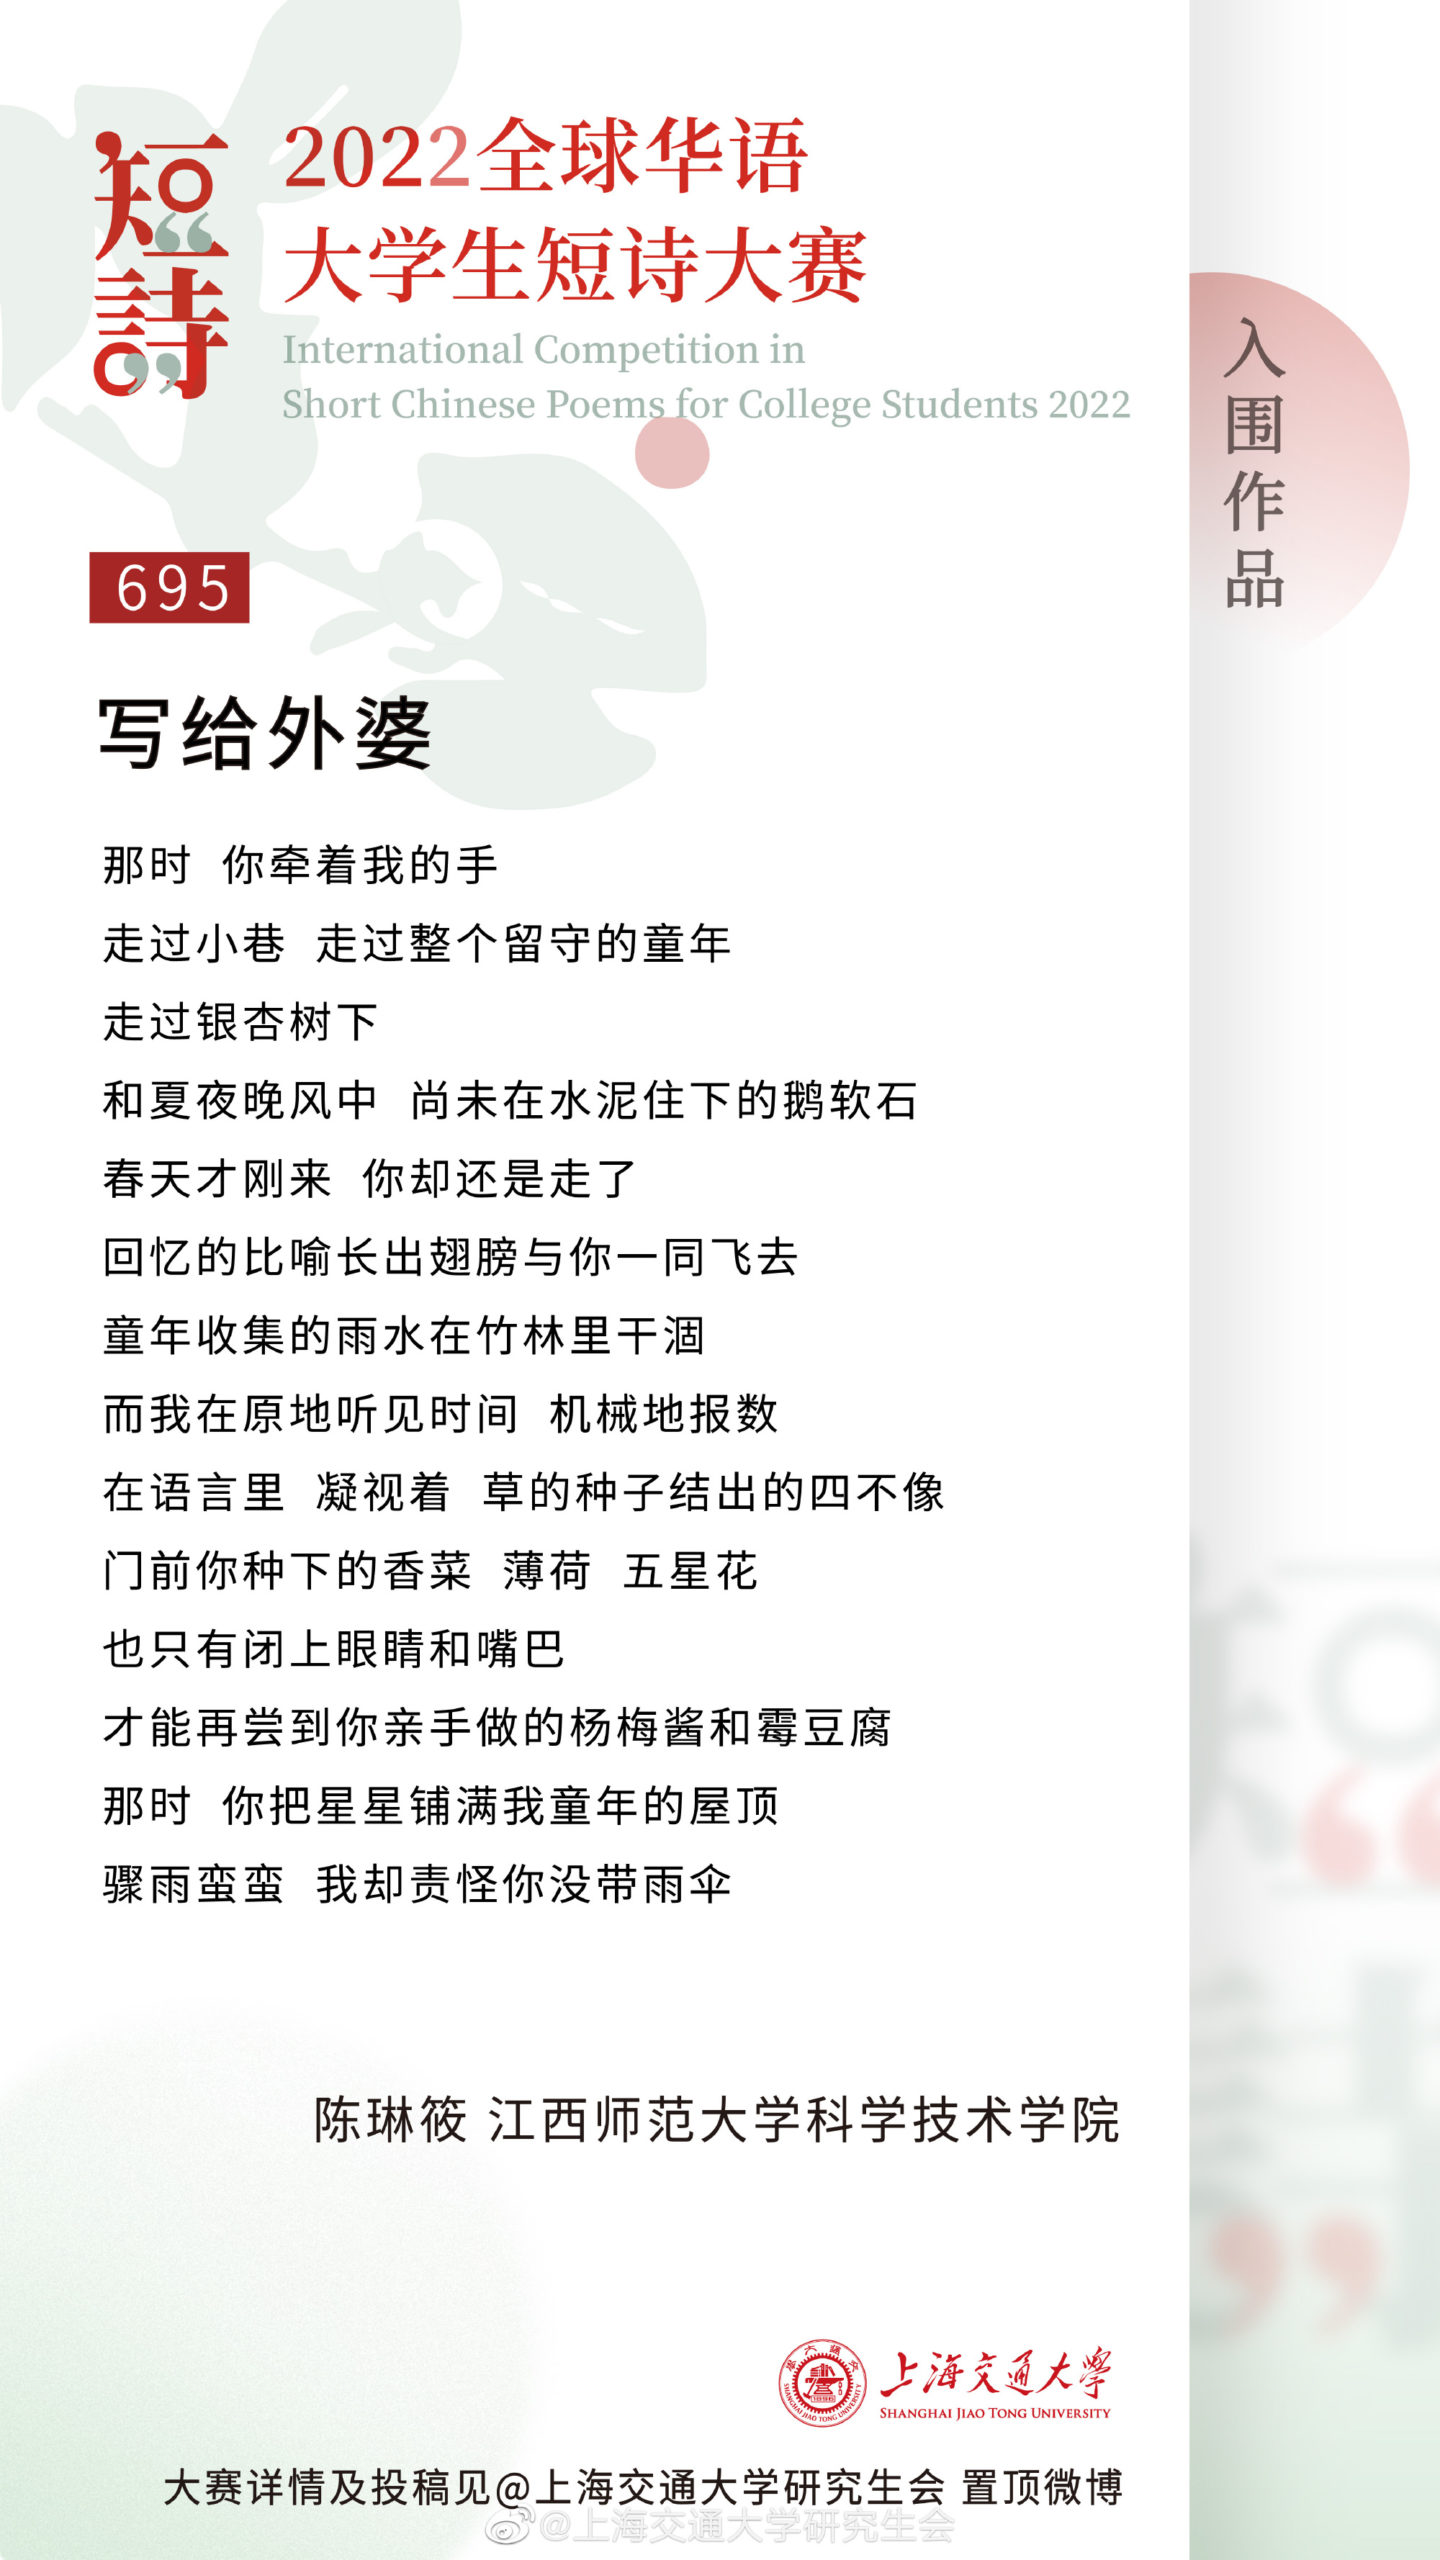 短詩
2022全球华语
大学生短诗大赛
International Competition in
Short Chinese Poems for College Students 2022
入围作品
695
写给外婆
那时 你牵着我的手
走过小巷 走过整个留守的童年
走过银杏树下
和夏夜晚风中 尚未在水泥住下的鹅软石
春天才刚来 你却还是走了
回忆的比喻长出翅膀与你一同飞去
童年收集的雨水在竹林里干涸
而我在原地听见时间 机械地报数
在语言里 凝视着 草的种子结出的四不像
门前你种下的香菜 薄荷 五星花
也只有闭上眼睛和嘴巴
才能再尝到你亲手做的杨梅酱和霉豆腐
那时 你把星星铺满我童年的屋顶
骤雨蛮蛮 我却责怪你没带雨伞
陈琳筱 江西师范大学科学技术学院
上海交通大学
SHANGHAI JIAO TONG UNIVERSITY
大赛详情及投稿见@上海交通大学研究生会 置顶微博
@上海交通大学研究生会